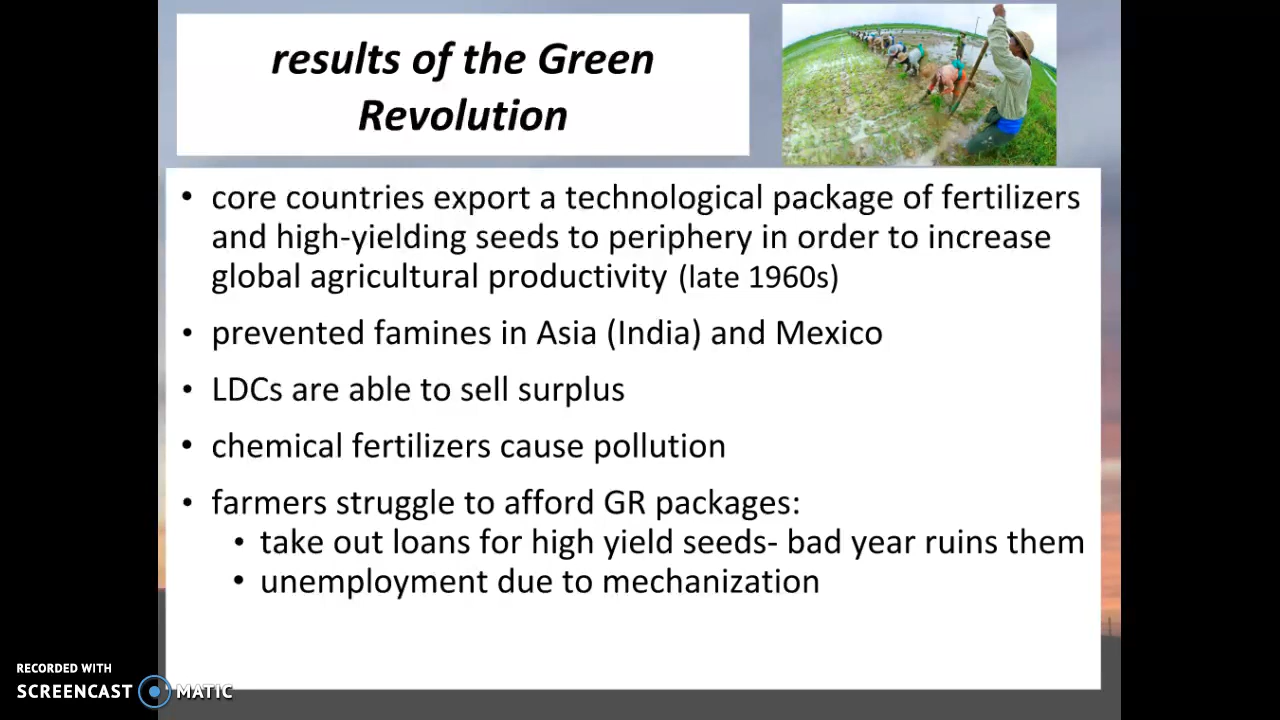 results of the Green
Revolution
• core countries export a technological package of fertilizers
and high-yielding seeds to periphery in order to increase
global agricultural productivity (late 1960s)
• prevented famines in Asia (India) and Mexico
• LDCs are able to sell surplus
• chemical fertilizers cause pollution
• farmers struggle to afford GR packages:
• take out loans for high yield seeds- bad year ruins them
• unemployment due to mechanization
RECORDED WITH
SCREENCAST MATIC